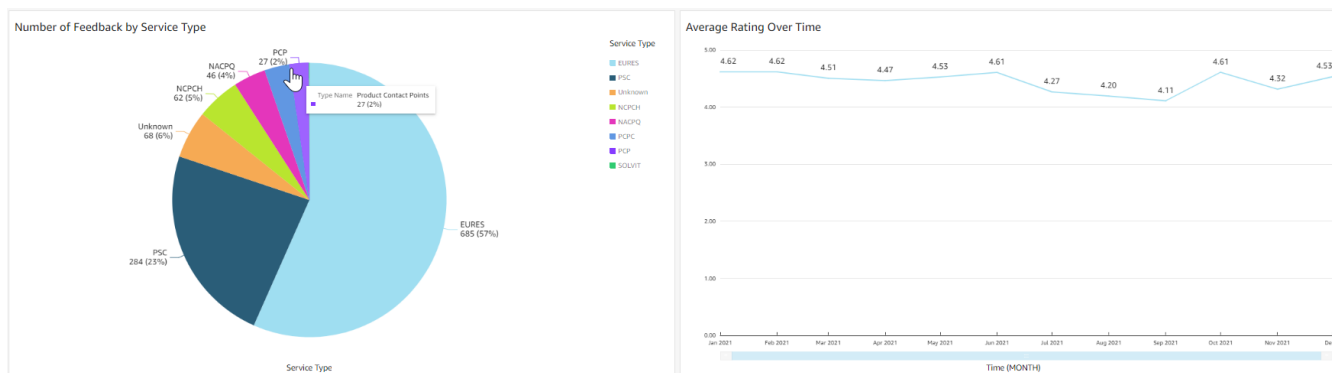 Number of Feedback by Service Type
PCP
27 (2%)
NACPQ
46 (4%)
NCPCH
62 (5%)
Unknown
68 (6%)
PSC
284 (23%)
EURES
685 (57%)
Type Name Product Contact Points
27 (2%)
Service Type
Service Type
EURES
PSC
Unknown
NCPCH
NACPQ
PCPC
PCP
SOLVIT
Average Rating Over Time
5.00
4.00
3.00
2.00
1.00
0.00
4.62 4.62 4.51 4.47 4.53 4.61 4.27 4.20 4.11 4.61 4.32 4.53
Jan 2021 Feb 2021 Mar 2021 Apr 2021 May 2021 Jun 2021 Jul 2021 Aug 2021 Sep 2021 Oct 2021 Nov 2021 De
Time (MONTH)